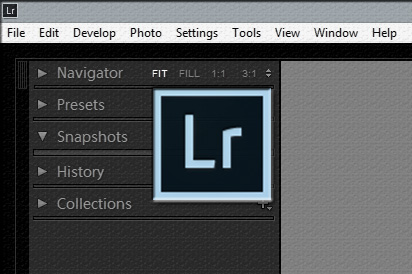 Lr
File Edit Develop Photo Settings Tools View Window Help
Navigator FIT FILL 1:1 3:1
Presets
Snapshots
Lr
History
Collections